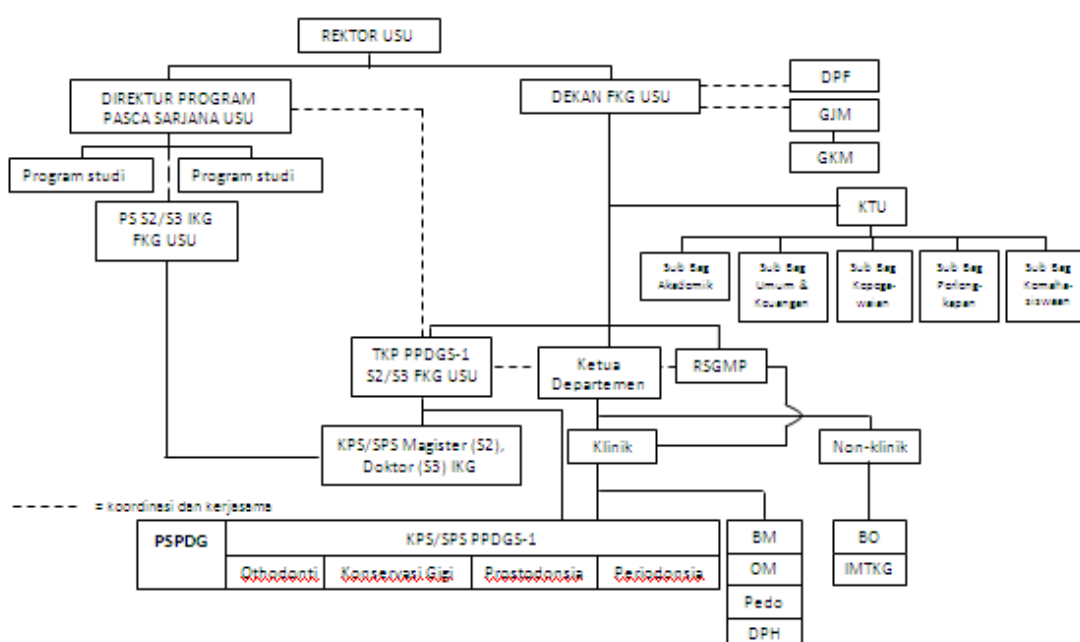 REKTOR USU
DIREKTUR PROGRAM
PASCA SARJANA USU
DEKAN FKG USU
DPF
GJM
GKM
Program studi
Program studi
PS S2/S3 IKG
FKG USU
KTU
Sub Bag
Akademik
Sub Bag
Umum &
Keuangan
Sub Bag
Kepega-
waian
Sub Bag
Perleng-
kapan
Sub Bag
Kemaha-
siswaan
TKP PPDGS-1
S2/S3 FKG USU
Ketua
Departemen
RSGMP
KPS/SPS Magister (S2),
Doktor (S3) IKG
Klinik
Non-klinik
= koordinasi dan kerjasama
PSPDG
KPS/SPS PPDGS-1
Othodonti
Konservasi Gigi
Prostodonsia
Periodonsia
BM
OM
Pedo
DPH
BO
IMTKG